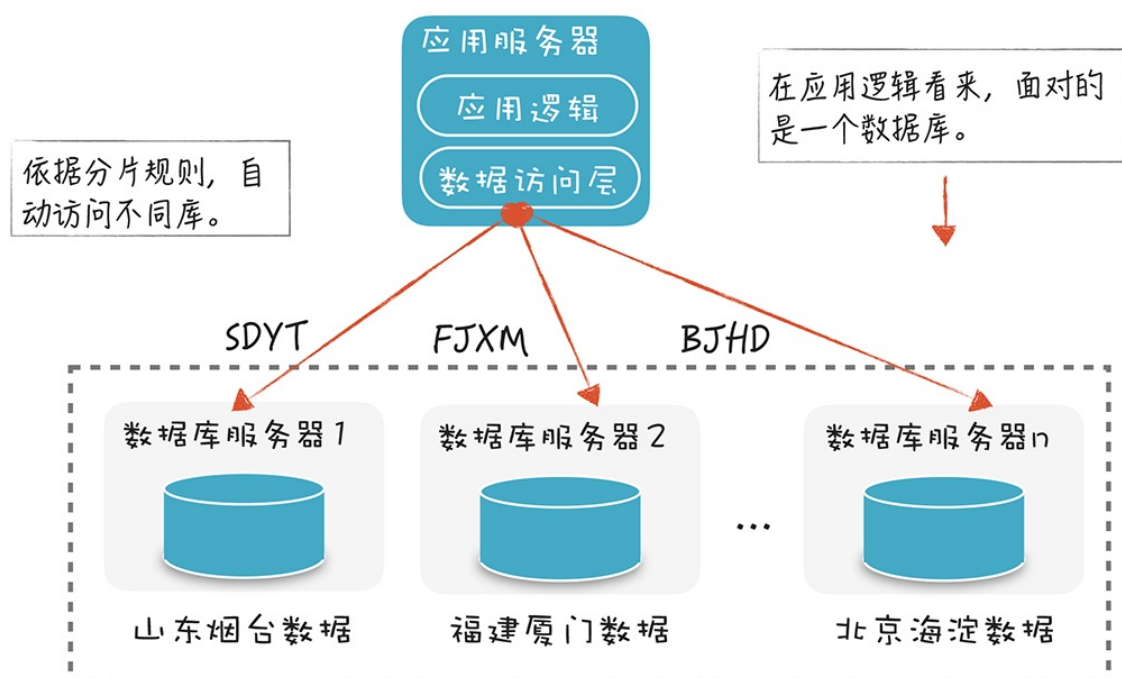 应用服务器
应用逻辑
数据访问层
在应用逻辑看来，面对的
是一个数据库。
依据分片规则，自
动访问不同库。
SDYT
FJXM
BJHD
数据库服务器1
数据库服务器2
数据库服务器n
...
山东烟台数据
福建厦门数据
北京海淀数据